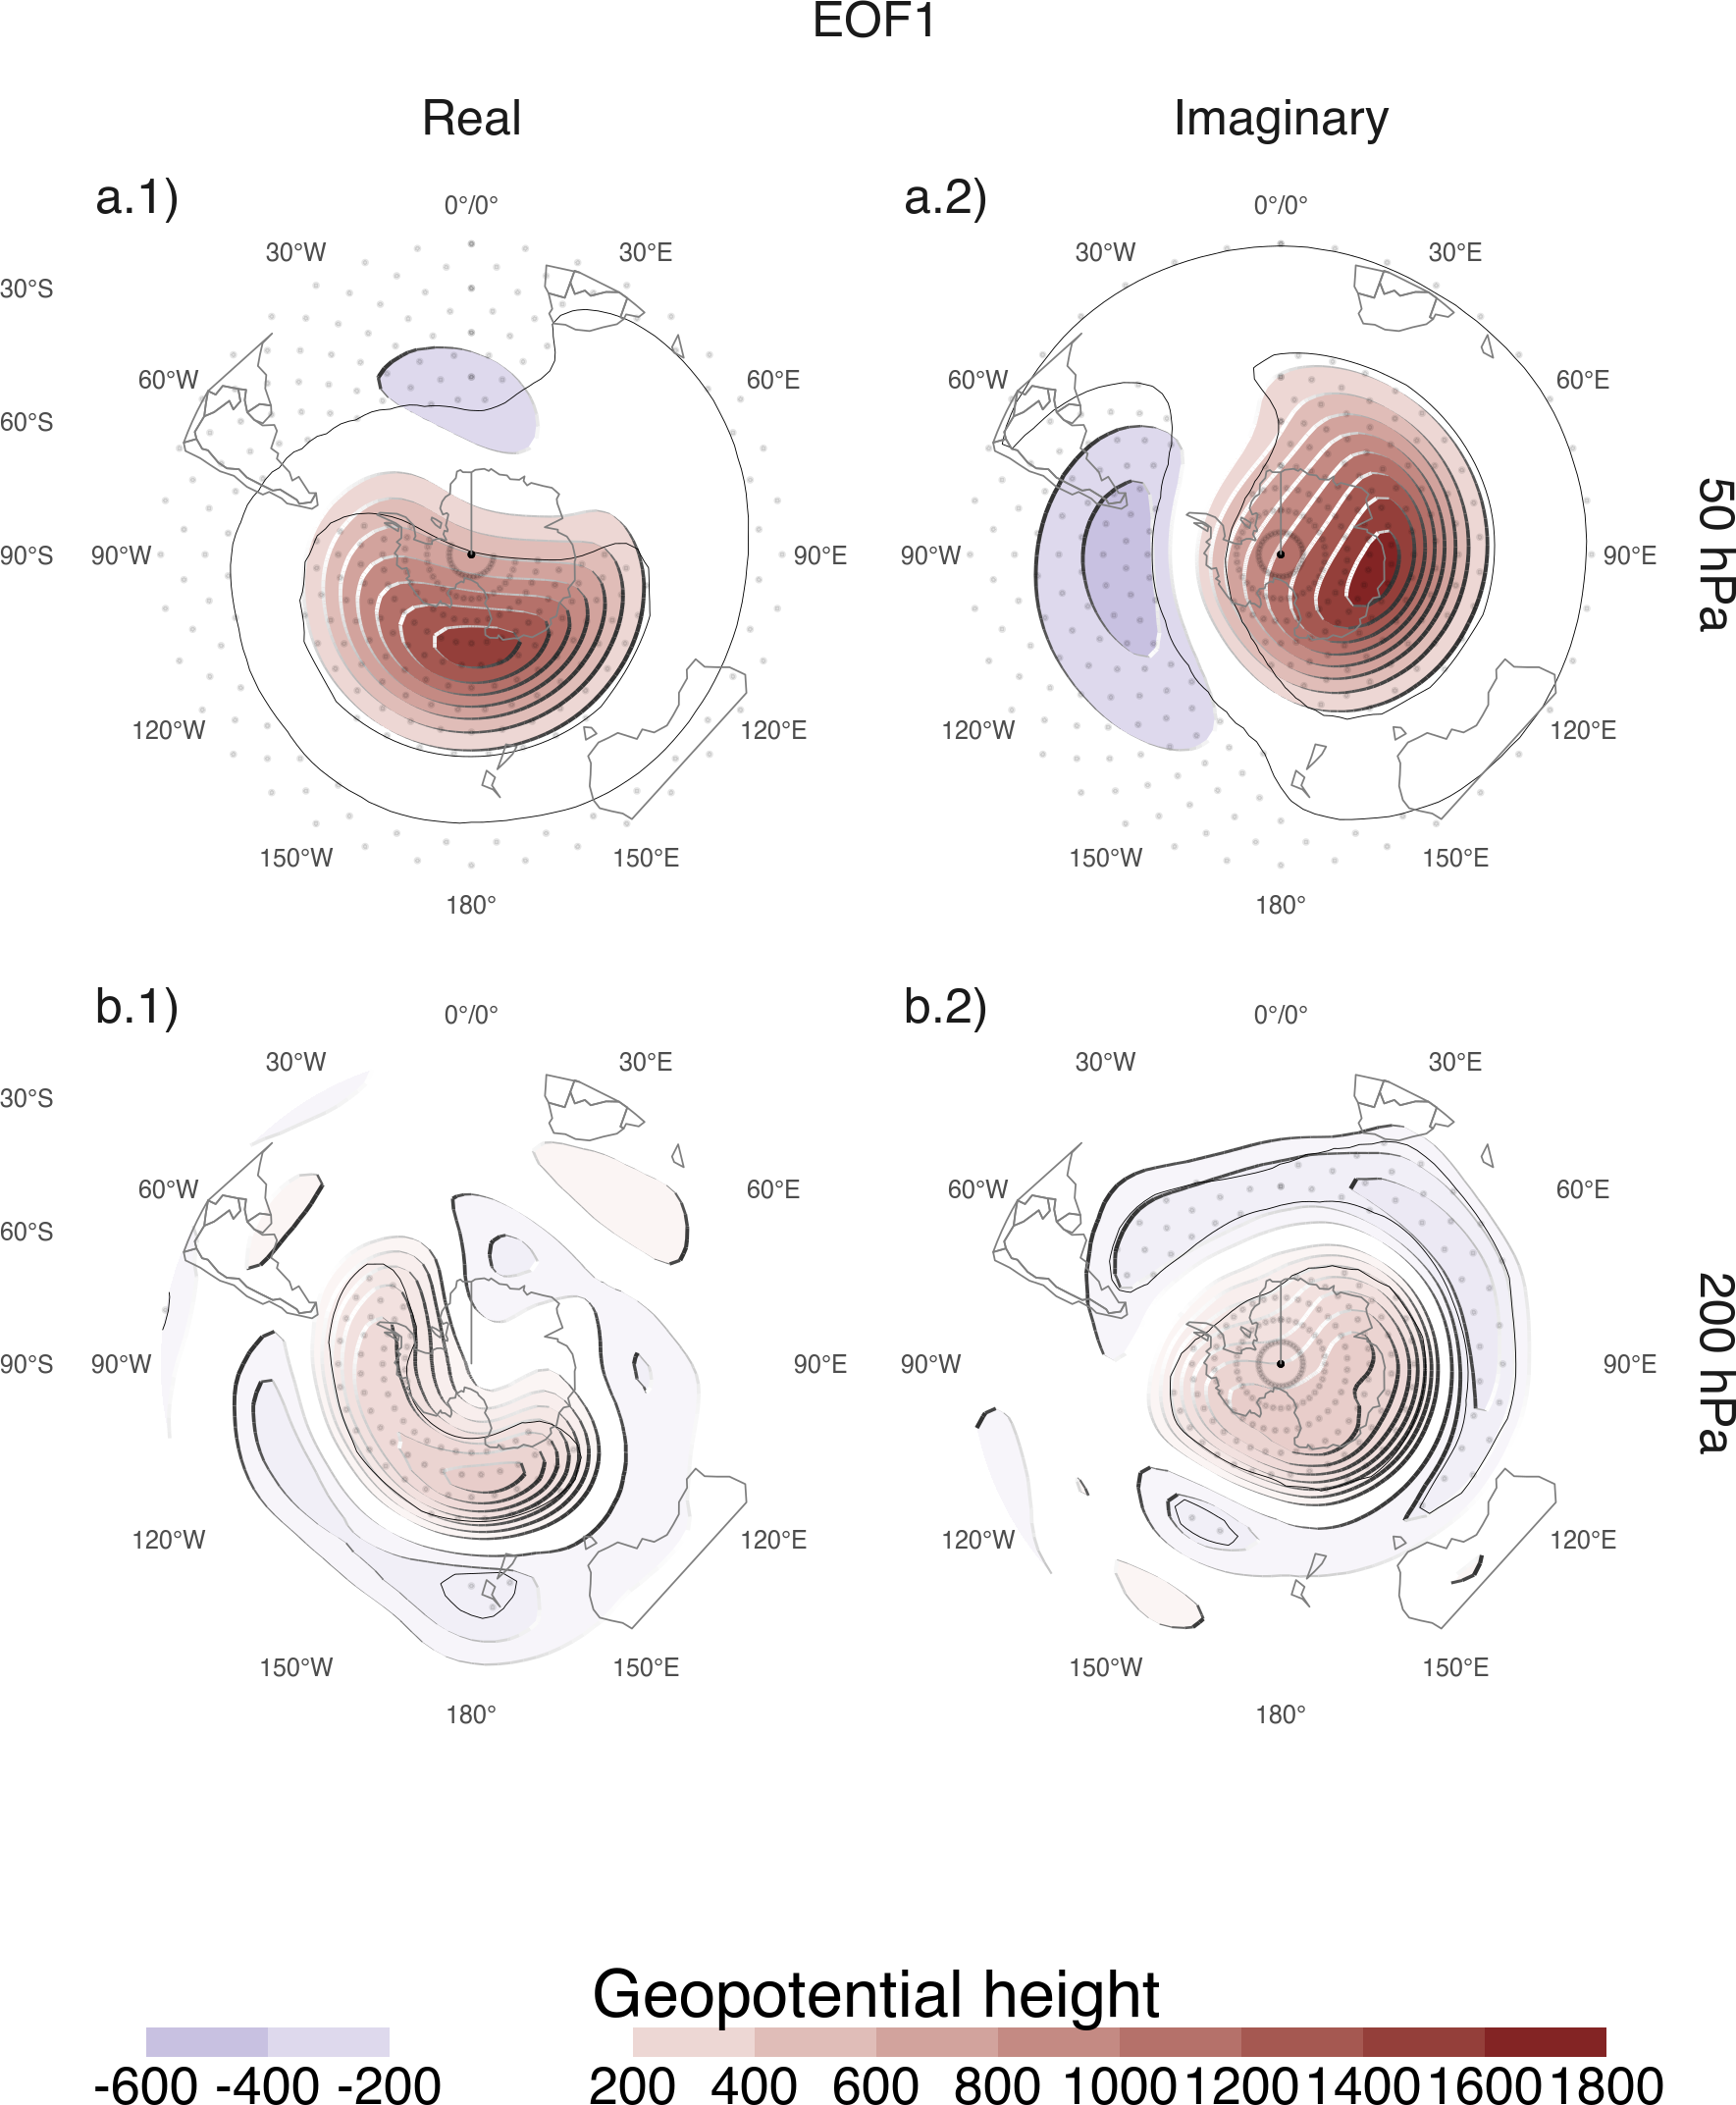 EOF1
Real Imaginary
a.1) a.2)
0°/0° 0°/0°
30°W 30°E 30°W 30°E
30°S
60°W 60°E 60°W 60°E
60°S
90°S 90°W 90°E 90°W 90°E 50 hPa
120°W 120°E 120°W 120°E
150°W 150°E 150°W 150°E
180° 180°
b.1) b.2)
0°/0° 0°/0°
30°W 30°E 30°W 30°E
30°S
60°W 60°E 60°W 60°E
60°S
90°S 90°W 90°E 90°W 90°E 200 hPa
120°W 120°E 120°W 120°E
150°W 150°E 150°W 150°E
180° 180°
Geopotential height
-600 -400 -200 200 400 600 800 1000 1200 1400 1600 1800